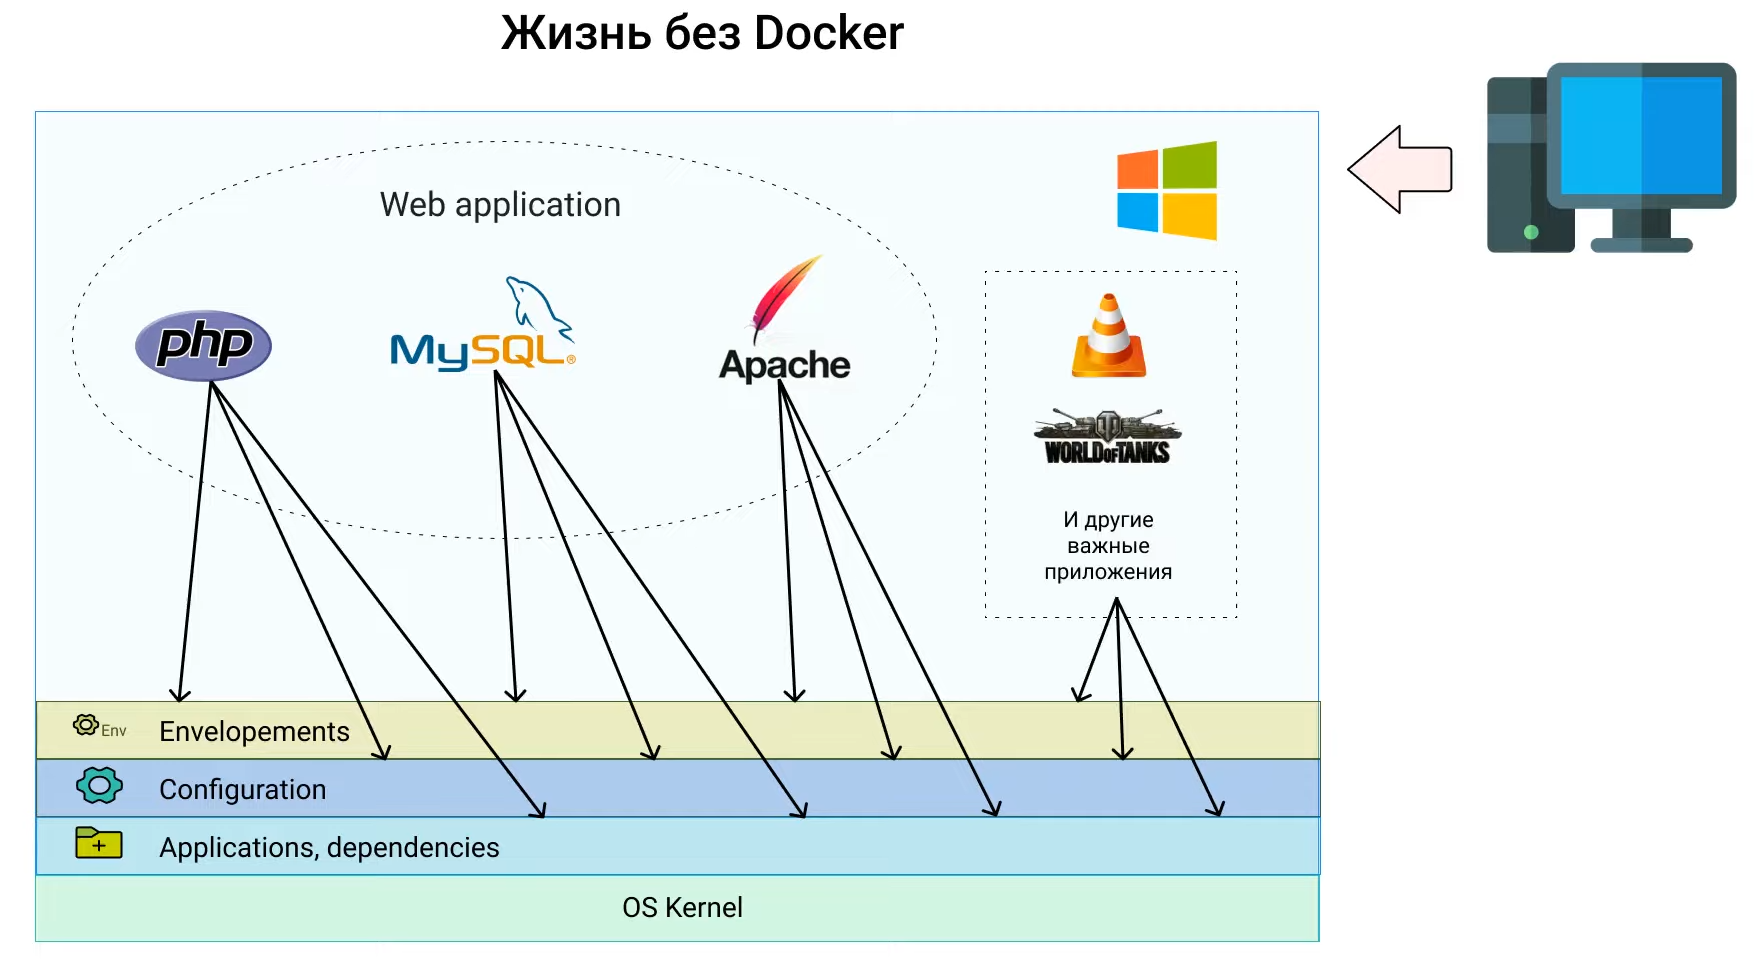 Жизнь без Docker
Web application
php
MySQL®
Apache
WORLD OF TANKS
И другие
важные
приложения
Env
Envelopements
Configuration
Applications, dependencies
OS Kernel